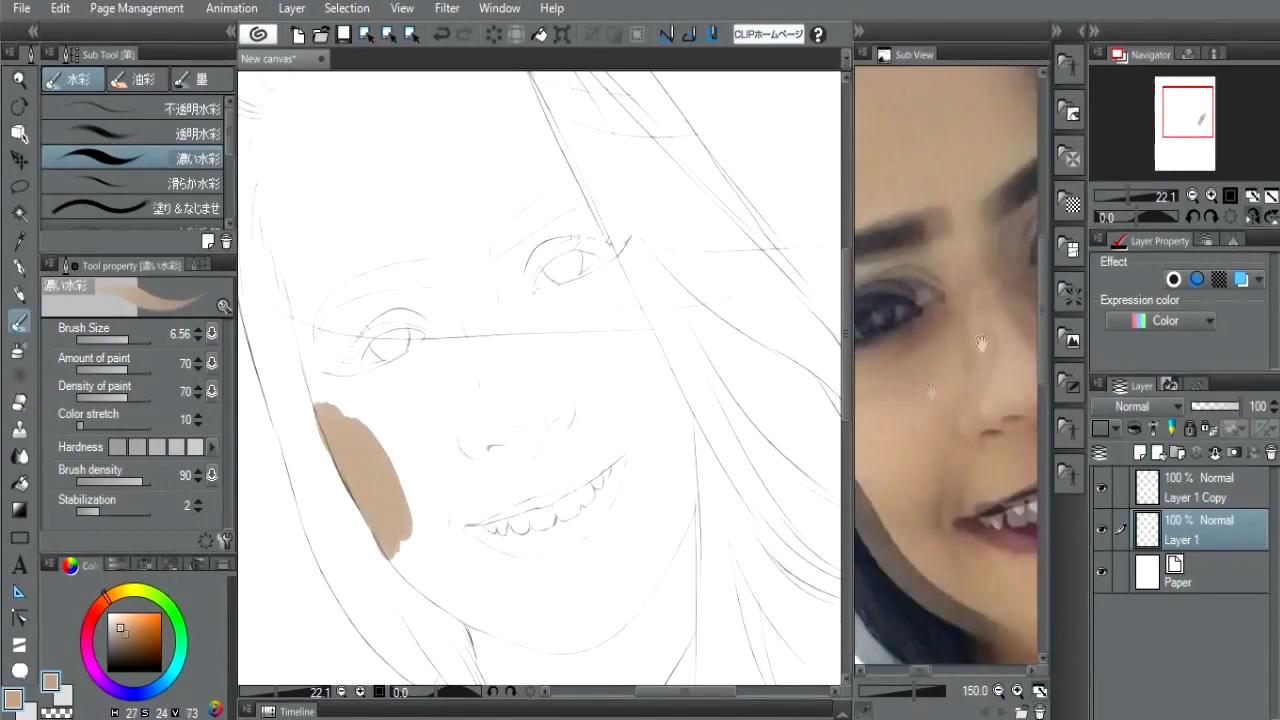 File Edit Page Management Animation Layer Selection View Filter Window Help
Sub Tool [筆]
水彩 油彩 墨
不透明水彩
透明水彩
濃い水彩
滑らか水彩
塗り&なじませ
Tool property [濃い水彩]
濃い水彩
Brush Size 6.56
Amount of paint 70
Density of paint 70
Color stretch 10
Hardness
Brush density 90
Stabilization 2
H 27 S 24 V 73
CLIPホームページ
New canvas*
22.1 0.0
Timeline
Sub View
150.0
Navigator
22.1
0.0
Layer Property
Effect
Expression color
Color
Layer
Normal 100
100 % Normal
Layer 1 Copy
100 % Normal
Layer 1
Paper